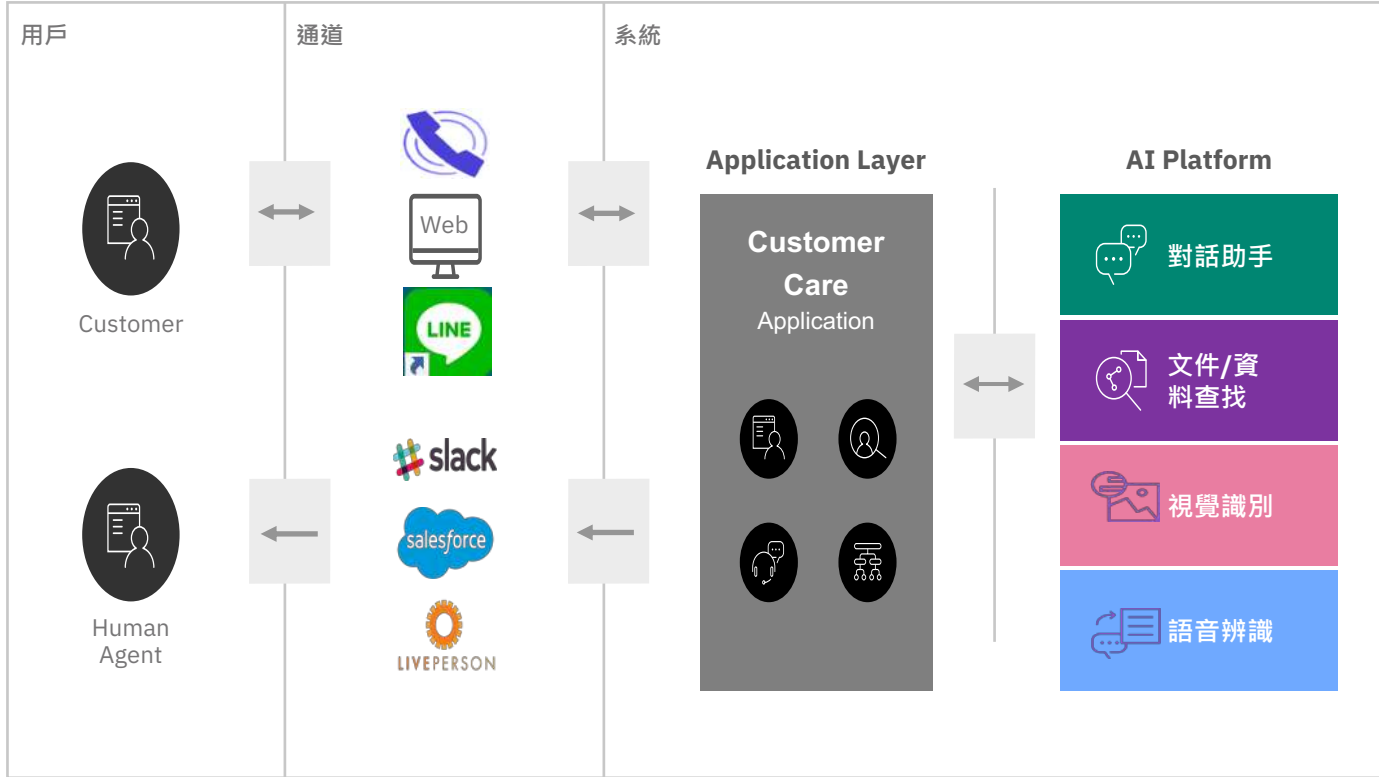 用戶
通道
系統
Web
LINE
Customer
slack
salesforce
LIVEPERSON
Human
Agent
Application Layer
Customer
Care
Application
AI Platform
對話助手
文件/資
料查找
視覺識別
語音辨識